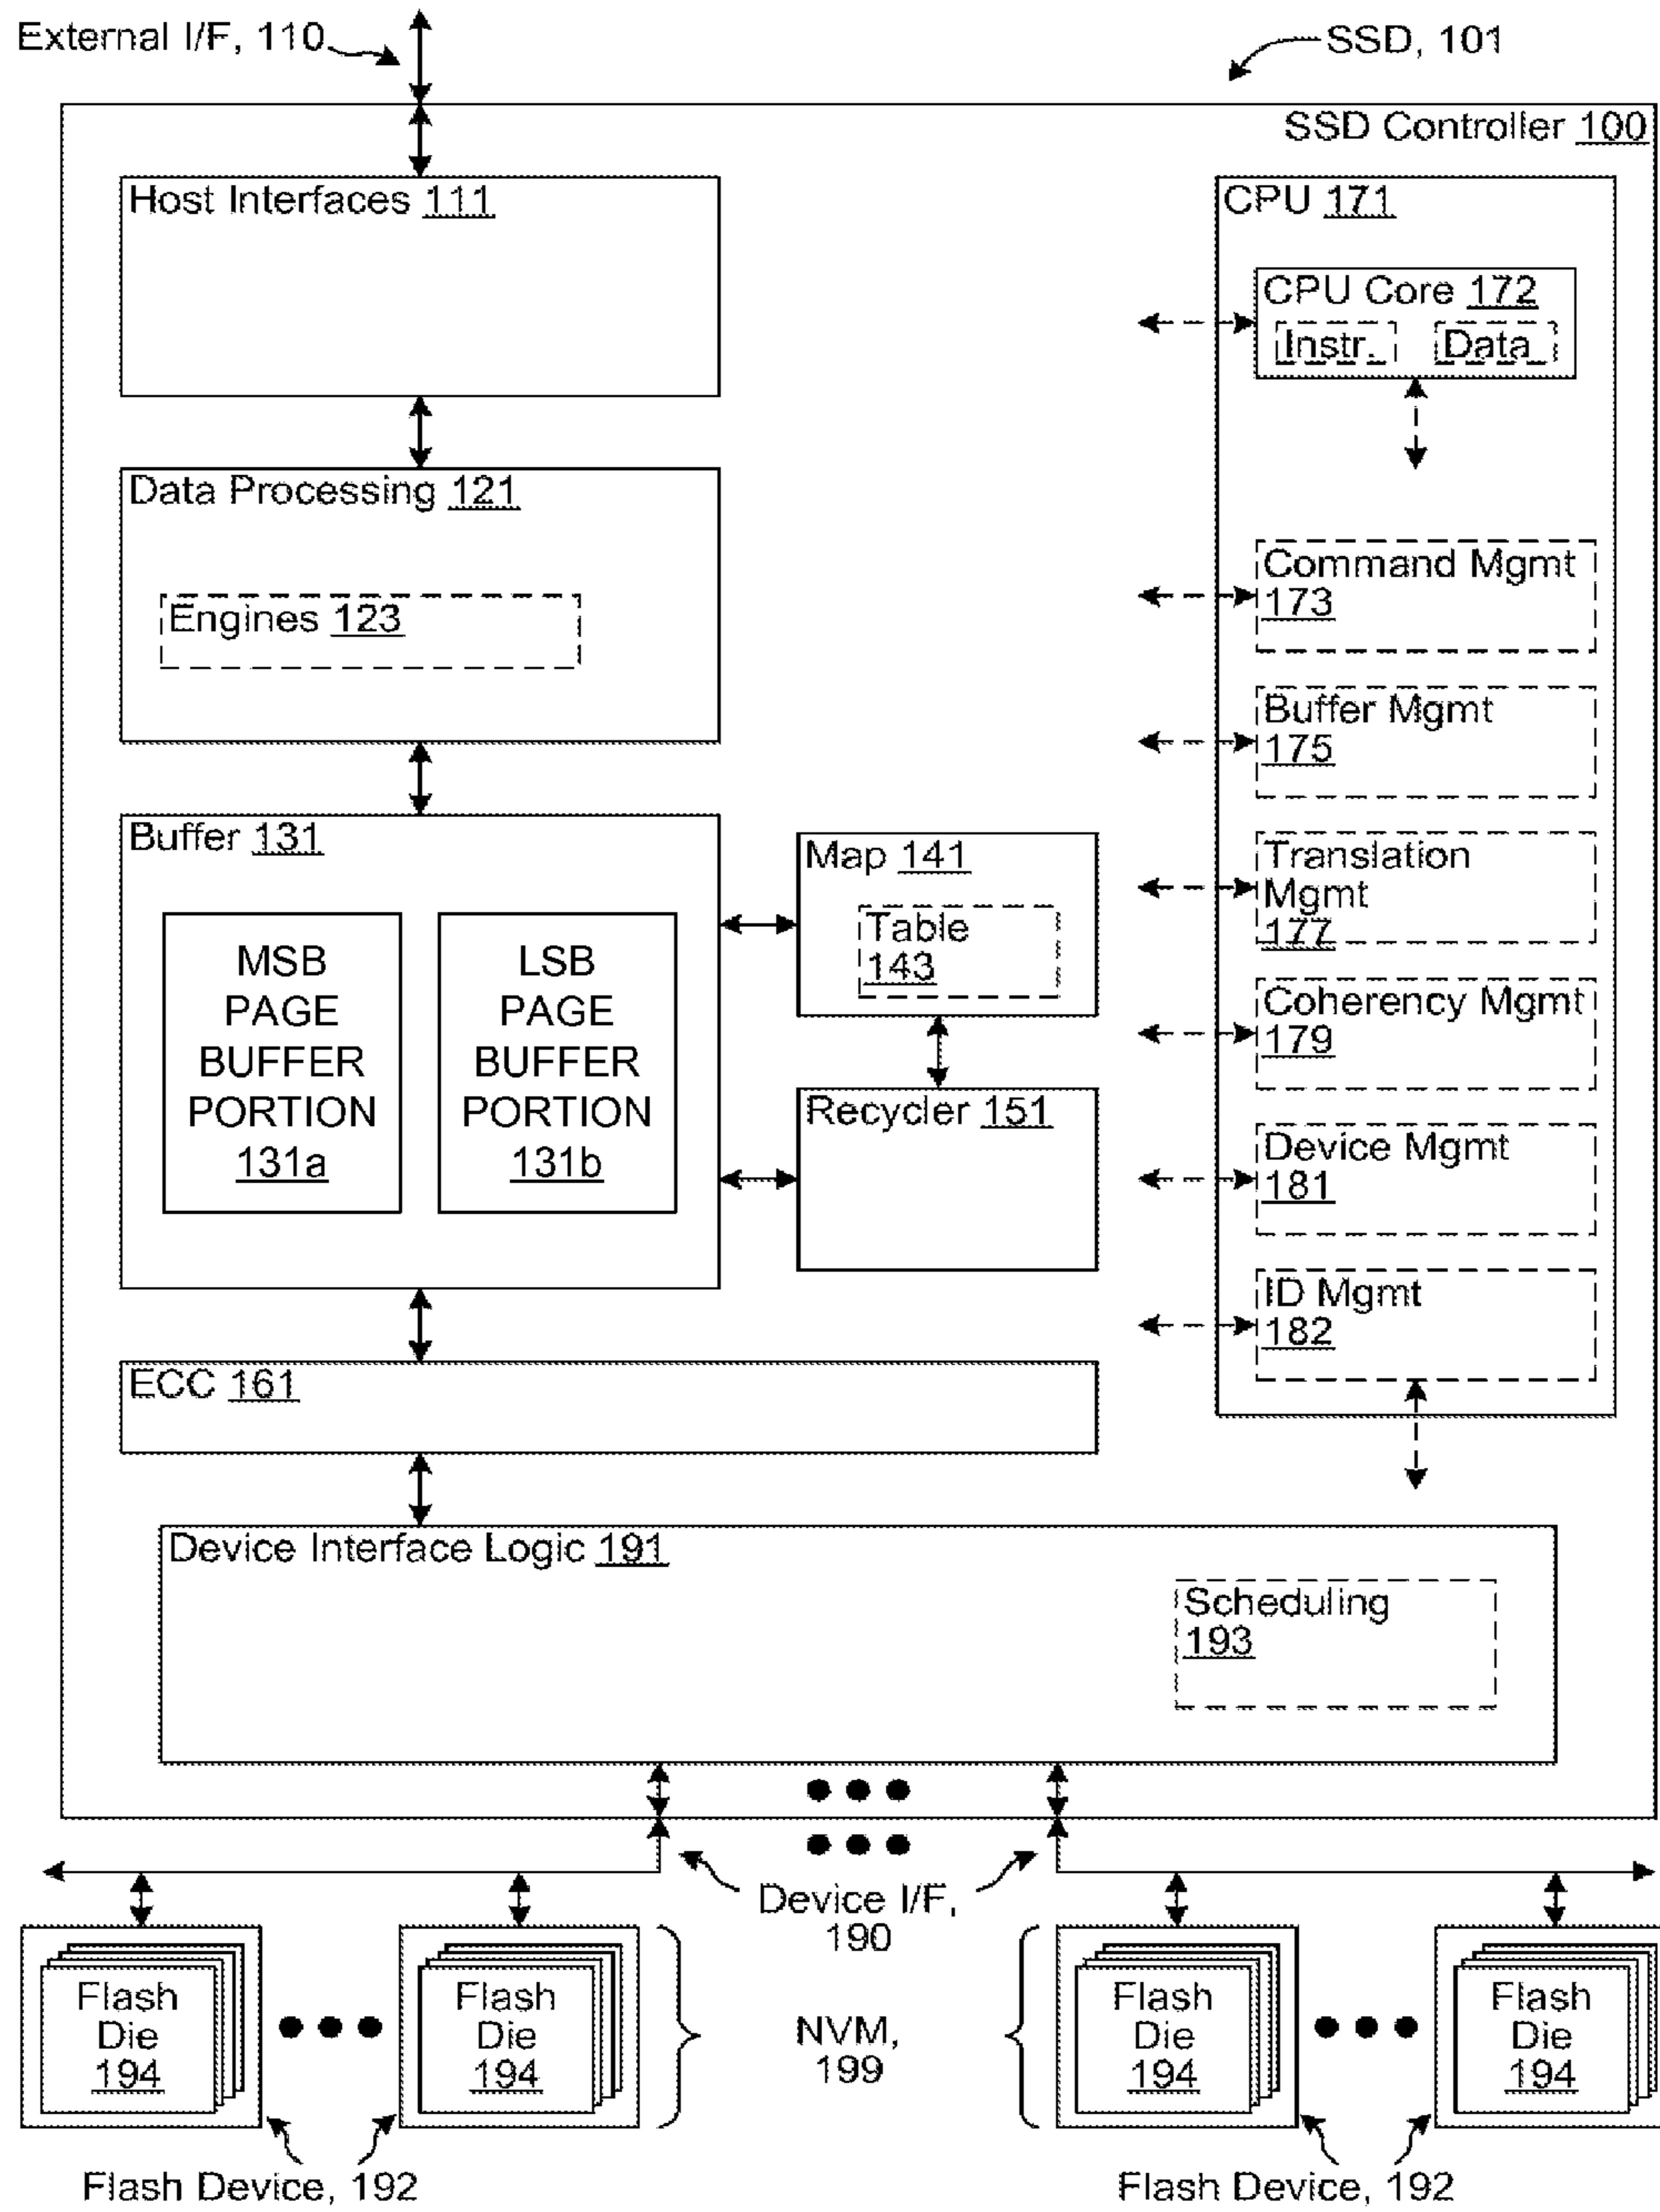 External I/F, 110
SSD, 101
SSD Controller 100
Host Interfaces 111
CPU 171
CPU Core 172
Instr.
Data
Data Processing 121
Engines 123
Command Mgmt
173
Buffer Mgmt
175
Buffer 131
MSB
PAGE
BUFFER
PORTION
131a
LSB
PAGE
BUFFER
PORTION
131b
Map 141
Table
143
Translation
Mgmt
177
Coherency Mgmt
179
Recycler 151
Device Mgmt
181
ID Mgmt
182
ECC 161
Device Interface Logic 191
Scheduling
193
Device I/F,
190
Flash
Die
194
Flash
Die
194
NVM,
199
Flash
Die
194
Flash
Die
194
Flash Device, 192
Flash Device, 192